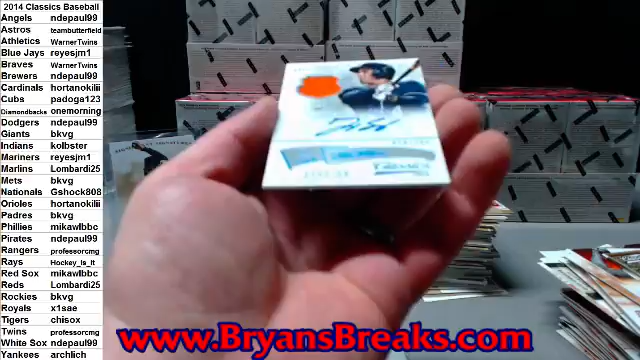 2014 Classics Baseball
Angels ndepaul99
Astros teambutterfield
Athletics WarnerTwins
Blue Jays reyesjm1
Braves WarnerTwins
Brewers ndepaul99
Cardinals hortanokilii
Cubs padoga123
Diamondbacks onemorning
Dodgers ndepaul99
Giants bkvg
Indians kolbster
Mariners reyesjm1
Marlins Lombardi25
Mets bkvg
Nationals Gshock808
Orioles hortanokilii
Padres bkvg
Phillies mikawlbbc
Pirates ndepaul99
Rangers professorcmg
Rays Hockey_Is_It
Red Sox mikawlbbc
Reds Lombardi25
Rockies bkvg
Royals x1sae
Tigers chisox
Twins professorcmg
White Sox ndepaul99
Yankees archlich
www.BryansBreaks.com